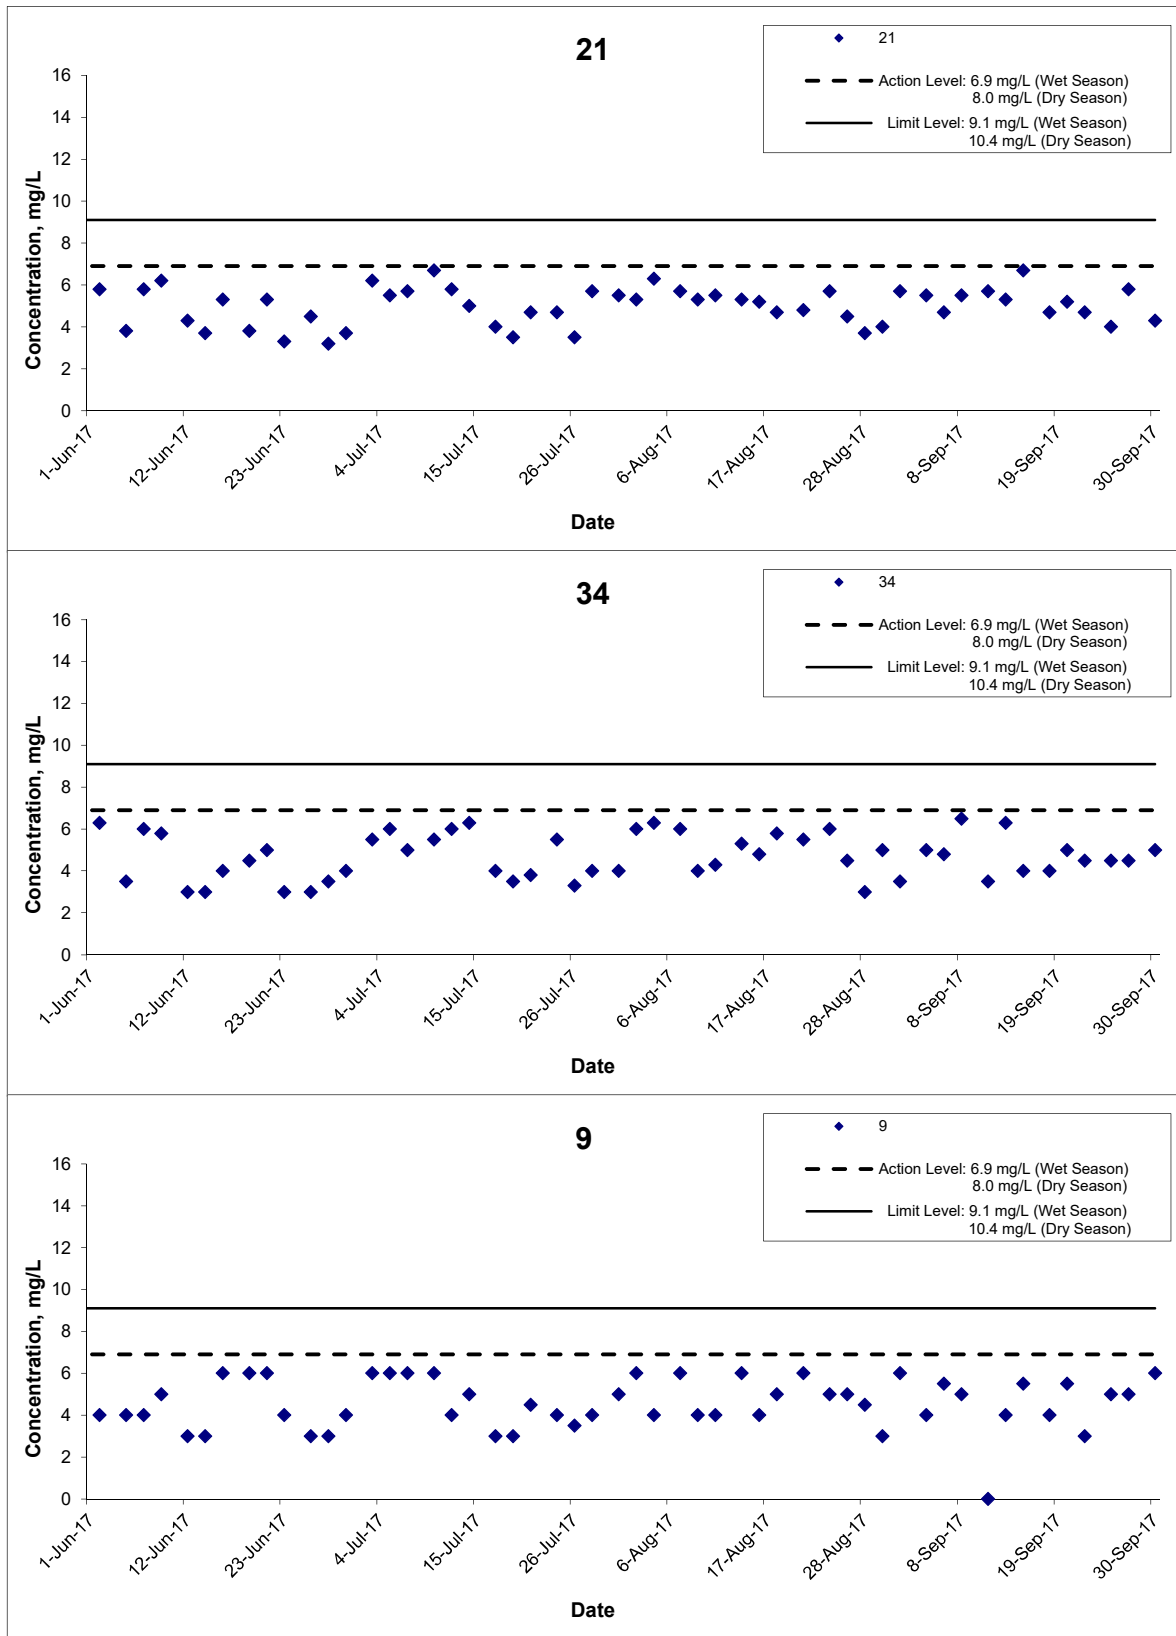 21
21
Action Level: 6.9 mg/L (Wet Season)
8.0 mg/L (Dry Season)
Limit Level: 9.1 mg/L (Wet Season)
10.4 mg/L (Dry Season)
Concentration, mg/L
16
14
12
10
8
6
4
2
0
1-Jun-17
12-Jun-17
23-Jun-17
4-Jul-17
15-Jul-17
26-Jul-17
6-Aug-17
17-Aug-17
28-Aug-17
8-Sep-17
19-Sep-17
30-Sep-17
Date
34
34
Action Level: 6.9 mg/L (Wet Season)
8.0 mg/L (Dry Season)
Limit Level: 9.1 mg/L (Wet Season)
10.4 mg/L (Dry Season)
Concentration, mg/L
16
14
12
10
8
6
4
2
0
1-Jun-17
12-Jun-17
23-Jun-17
4-Jul-17
15-Jul-17
26-Jul-17
6-Aug-17
17-Aug-17
28-Aug-17
8-Sep-17
19-Sep-17
30-Sep-17
Date
9
9
Action Level: 6.9 mg/L (Wet Season)
8.0 mg/L (Dry Season)
Limit Level: 9.1 mg/L (Wet Season)
10.4 mg/L (Dry Season)
Concentration, mg/L
16
14
12
10
8
6
4
2
0
1-Jun-17
12-Jun-17
23-Jun-17
4-Jul-17
15-Jul-17
26-Jul-17
6-Aug-17
17-Aug-17
28-Aug-17
8-Sep-17
19-Sep-17
30-Sep-17
Date